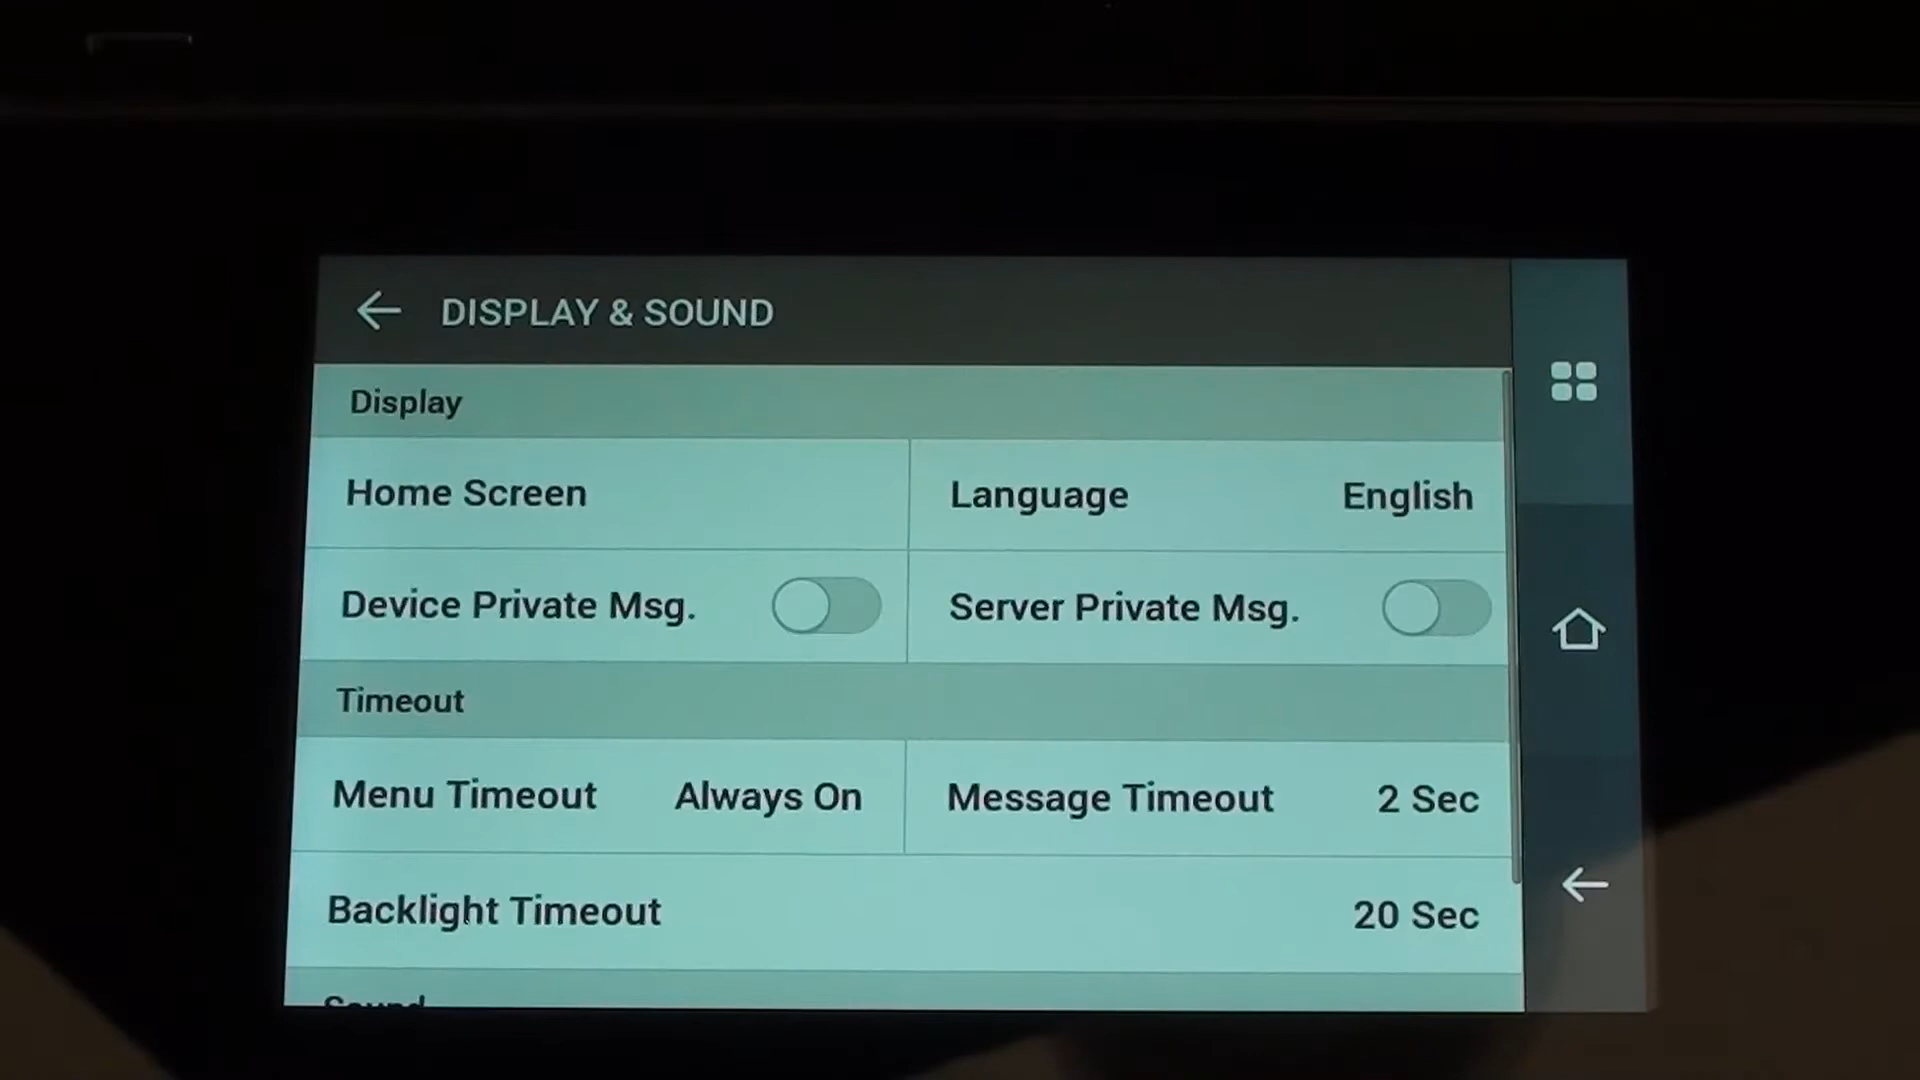 DISPLAY & SOUND
Display
Home Screen
Language English
Device Private Msg.
Server Private Msg.
Timeout
Menu Timeout Always On
Message Timeout 2 Sec
Backlight Timeout 20 Sec
Sound